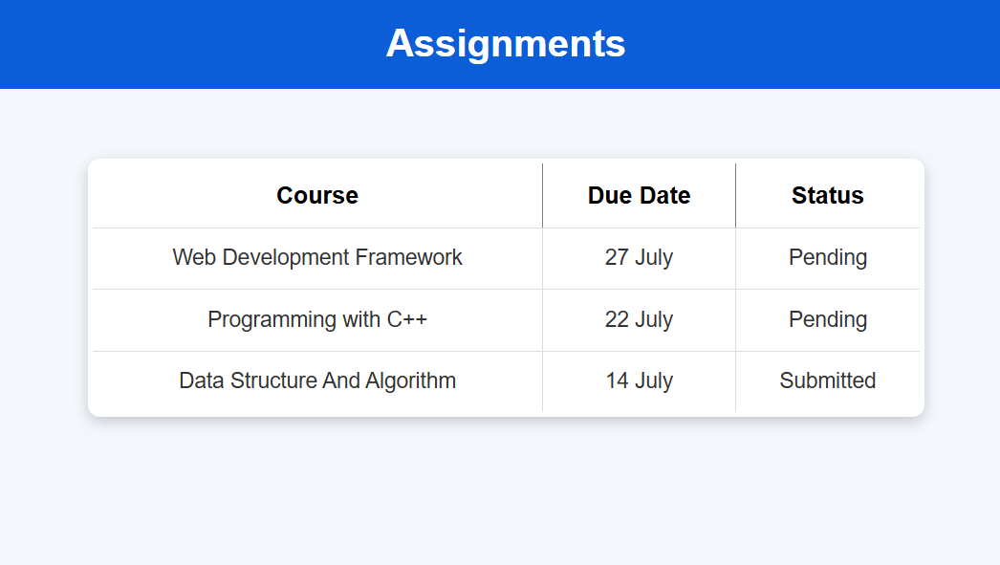 Assignments
Course Due Date Status
Web Development Framework 27 July Pending
Programming with C++ 22 July Pending
Data Structure And Algorithm 14 July Submitted